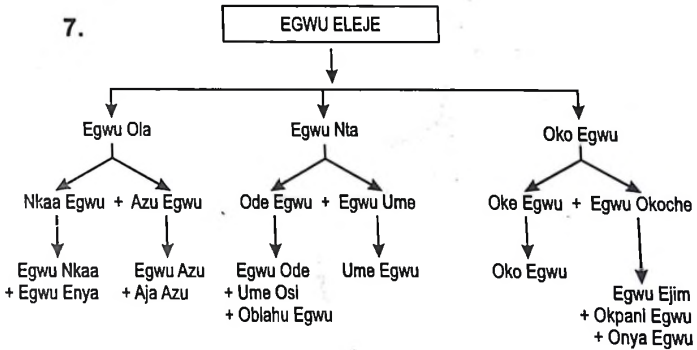 7.
EGWU ELEJE
Egwu Ola
Egwu Nta
Oko Egwu
Nkaa Egwu + Azu Egwu
Ode Egwu + Egwu Ume
Oke Egwu + Egwu Okoche
Egwu Nkaa
+ Egwu Enya
Egwu Azu
+ Aja Azu
Egwu Ode
+ Ume Osi
+ Obiahu Egwu
Ume Egwu
Oko Egwu
Egwu Ejim
+ Okpani Egwu
+ Onya Egwu